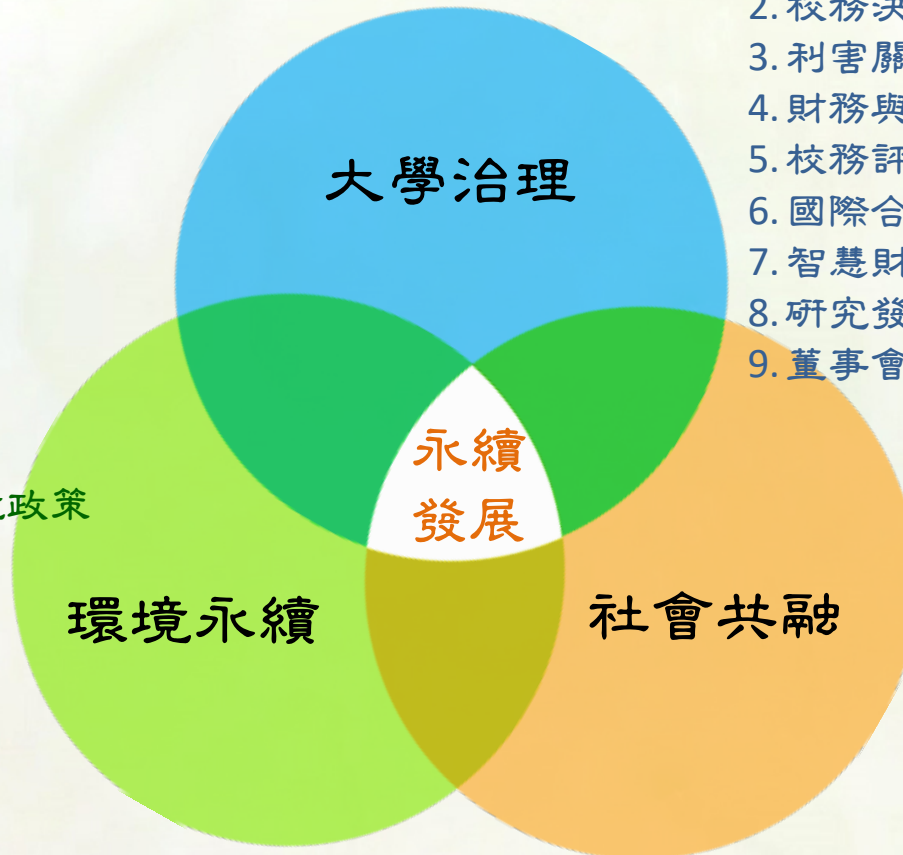 2. 校務決
3. 利害關
4. 財務與
5. 校務評
6. 國際合
7. 智慧財
8. 研究發
9. 董事會
大學治理
永續
發展
政策
環境永續
社會共融